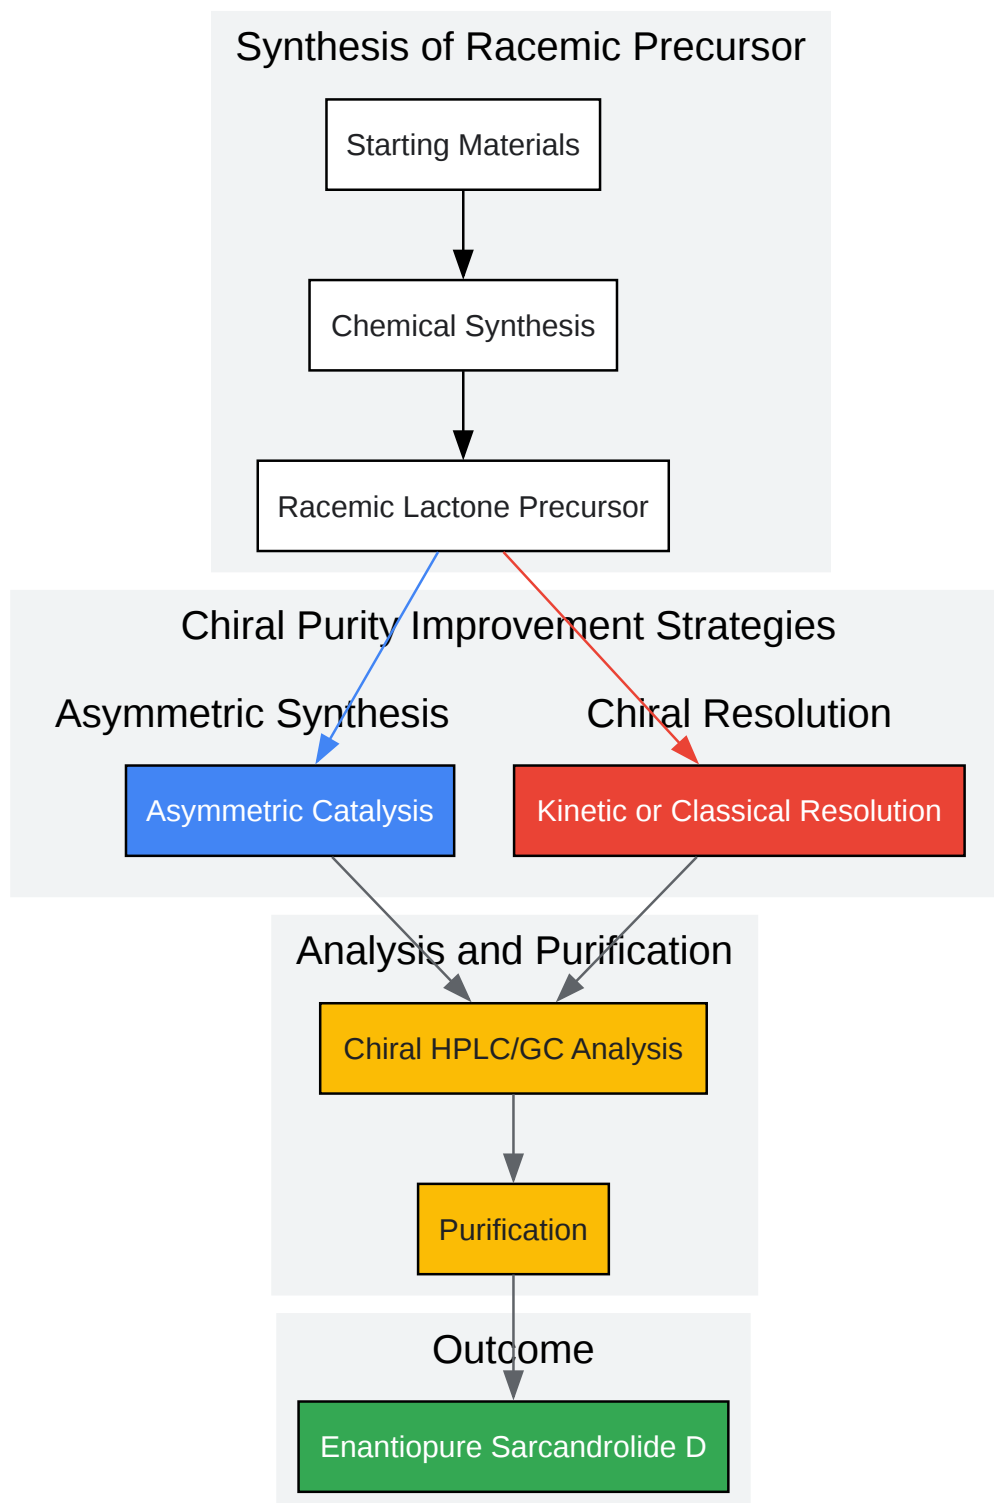 Synthesis of Racemic Precursor
Starting Materials
Chemical Synthesis
Racemic Lactone Precursor
Chiral Purity Improvement Strategies
Asymmetric Synthesis
Chiral Resolution
Asymmetric Catalysis
Kinetic or Classical Resolution
Analysis and Purification
Chiral HPLC/GC Analysis
Purification
Outcome
Enantiopure Sarcandrolide D